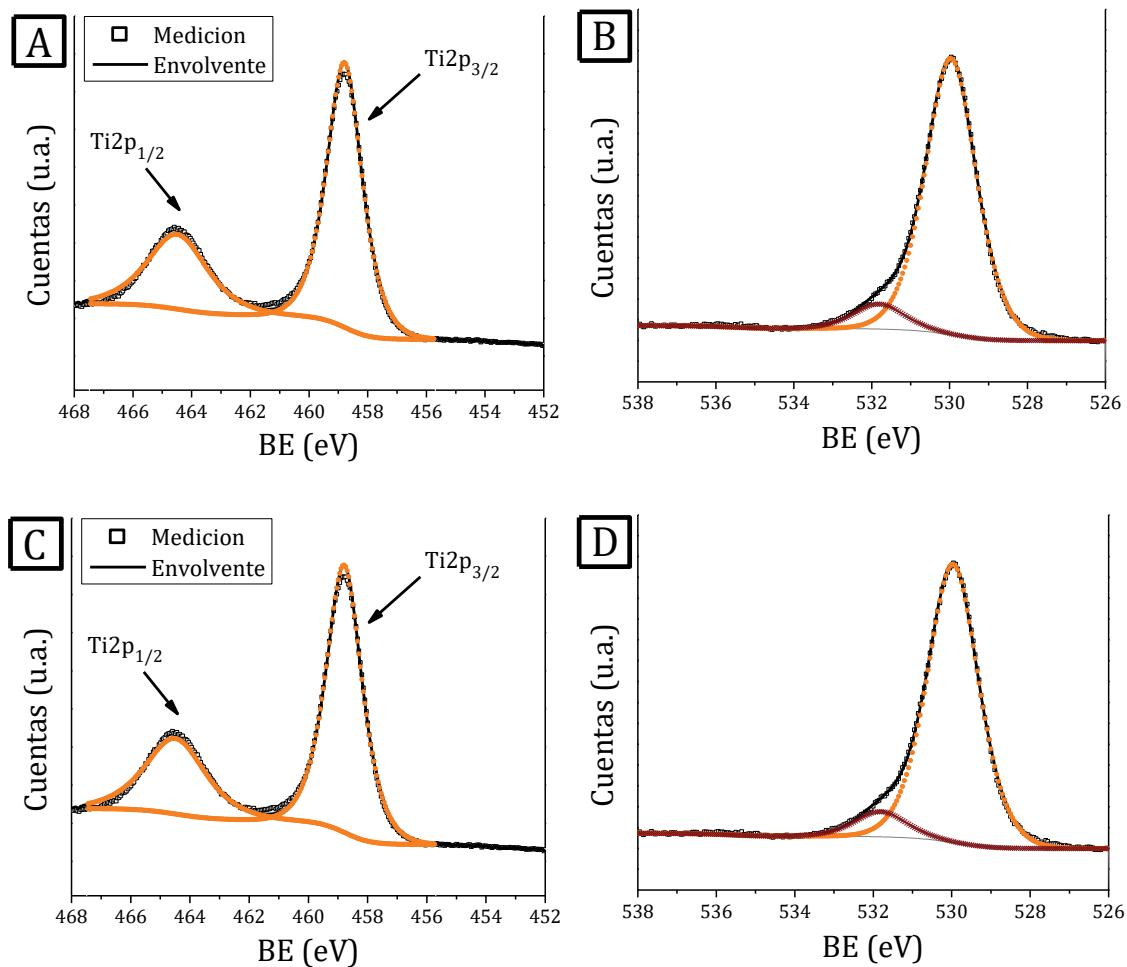 A
Medicion
Envolvente
Ti2p3/2
Ti2p1/2
Cuentas (u.a.)
468 466 464 462 460 458 456 454 452
BE (eV)
B
Cuentas (u.a.)
538 536 534 532 530 528 526
BE (eV)
C
Medicion
Envolvente
Ti2p3/2
Ti2p1/2
Cuentas (u.a.)
468 466 464 462 460 458 456 454 452
BE (eV)
D
Cuentas (u.a.)
538 536 534 532 530 528 526
BE (eV)